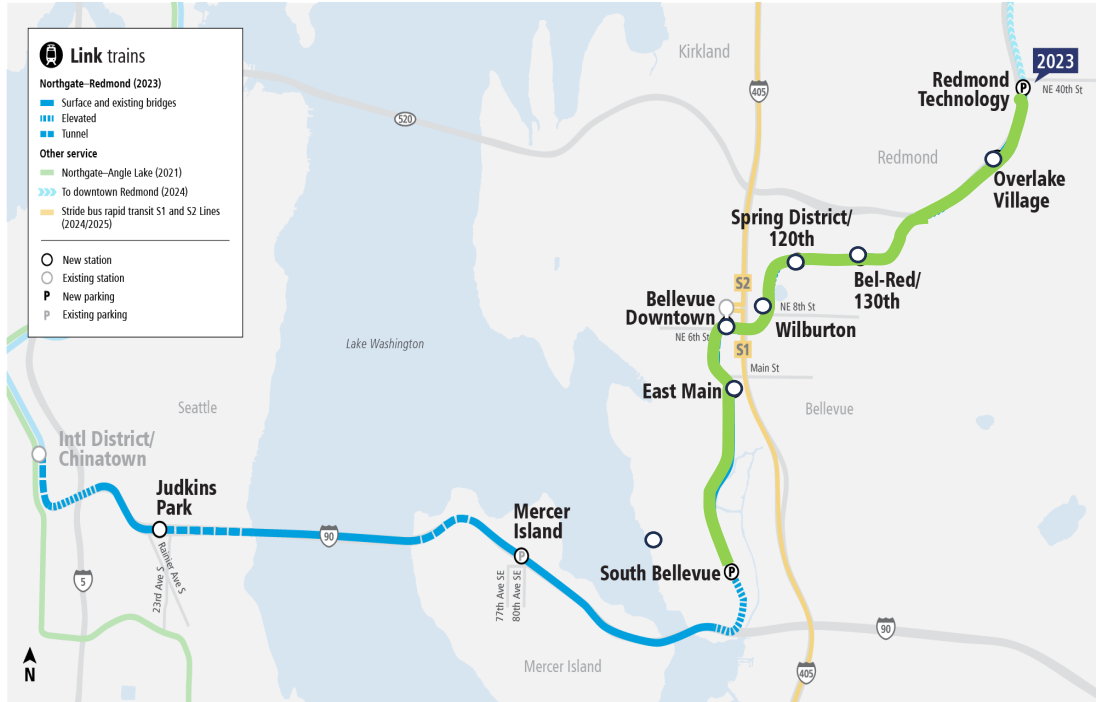 Link trains
Northgate–Redmond (2023)
Surface and existing bridges
Elevated
Tunnel
Other service
Northgate–Angle Lake (2021)
To downtown Redmond (2024)
Stride bus rapid transit S1 and S2 Lines
(2024/2025)
New station
Existing station
P New parking
P Existing parking
Kirkland
405
520
2023
Redmond
Technology
P
NE 40th St
Redmond
Overlake
Village
Spring District/
120th
Bel-Red/
130th
S2
Bellevue
Downtown
NE 8th St
Wilburton
NE 6th St
S1
Main St
East Main
Bellevue
Lake Washington
Seattle
Intl District/
Chinatown
Judkins
Park
90
Mercer
Island
P
South Bellevue
P
5
23rd Ave S
Rainier Ave S
77th Ave SE
80th Ave SE
90
Mercer Island
405
N